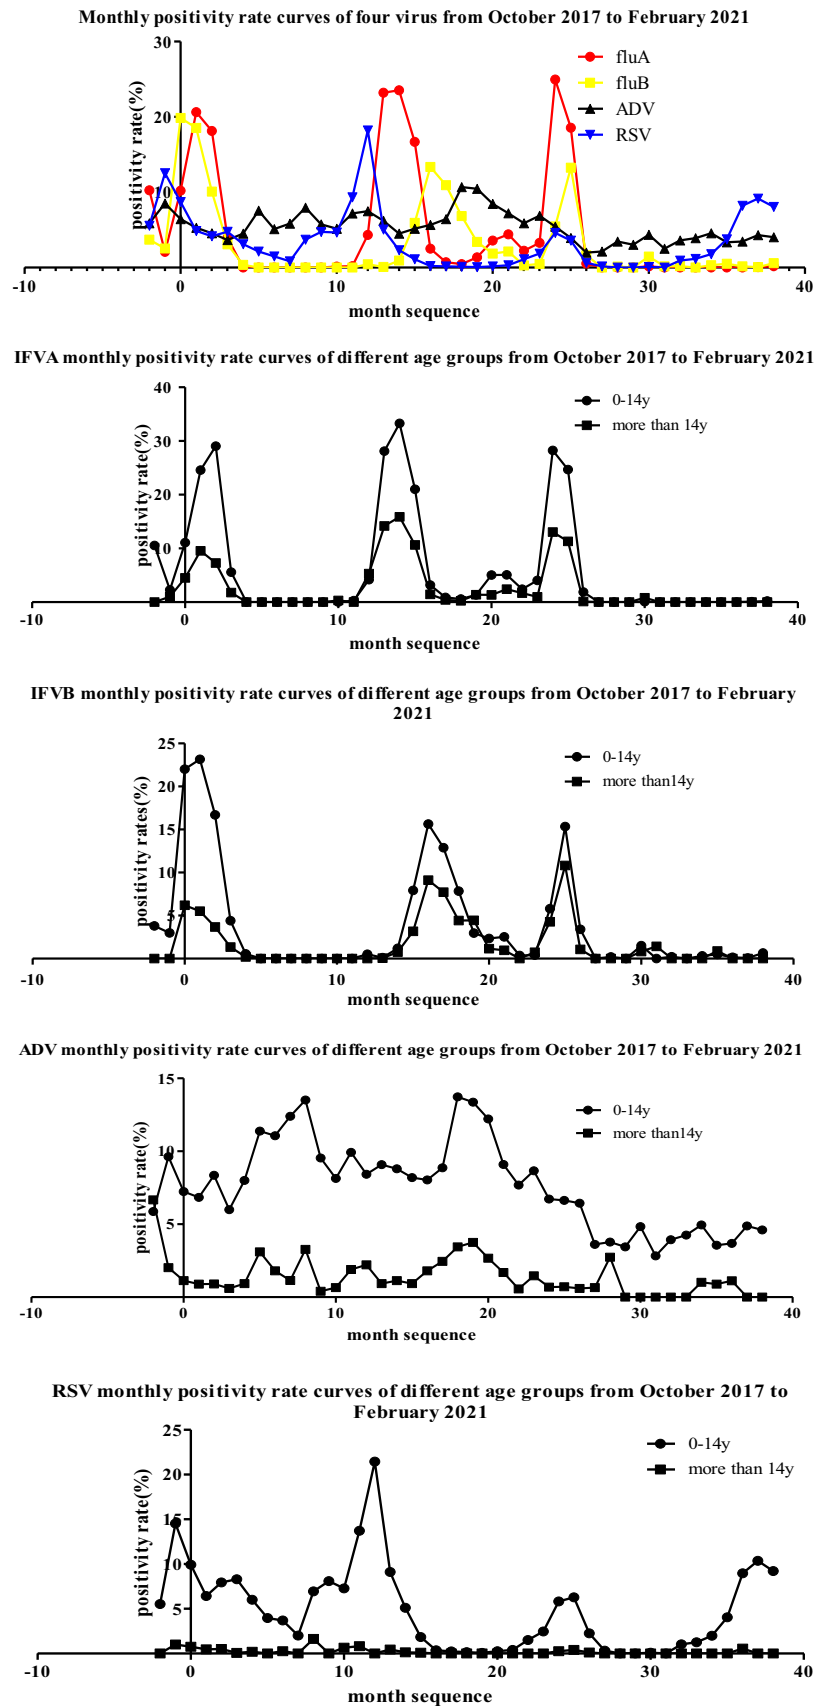 Monthly positivity rate curves of four virus from October 2017 to February 2021
30
20
10
positivity rate(%)
fluA
fluB
ADV
RSV
-10
0
10
20
30
40
month sequence
IFVA monthly positivity rate curves of different age groups from October 2017 to February 2021
40
30
20
10
positivity rate(%)
0-14y
more than 14y
-10
0
10
20
30
40
month sequence
IFVB monthly positivity rate curves of different age groups from October 2017 to February
2021
25
20
15
10
5
positivity rates(%)
0-14y
more than14y
-10
0
10
20
30
40
month sequence
ADV monthly positivity rate curves of different age groups from October 2017 to February 2021
15
10
5
positivity rate(%)
0-14y
more than14y
-10
0
10
20
30
40
month sequence
RSV monthly positivity rate curves of different age groups from October 2017 to
February 2021
25
20
15
10
5
positivity rate(%)
0-14y
more than 14y
-10
0
10
20
30
40
month sequence